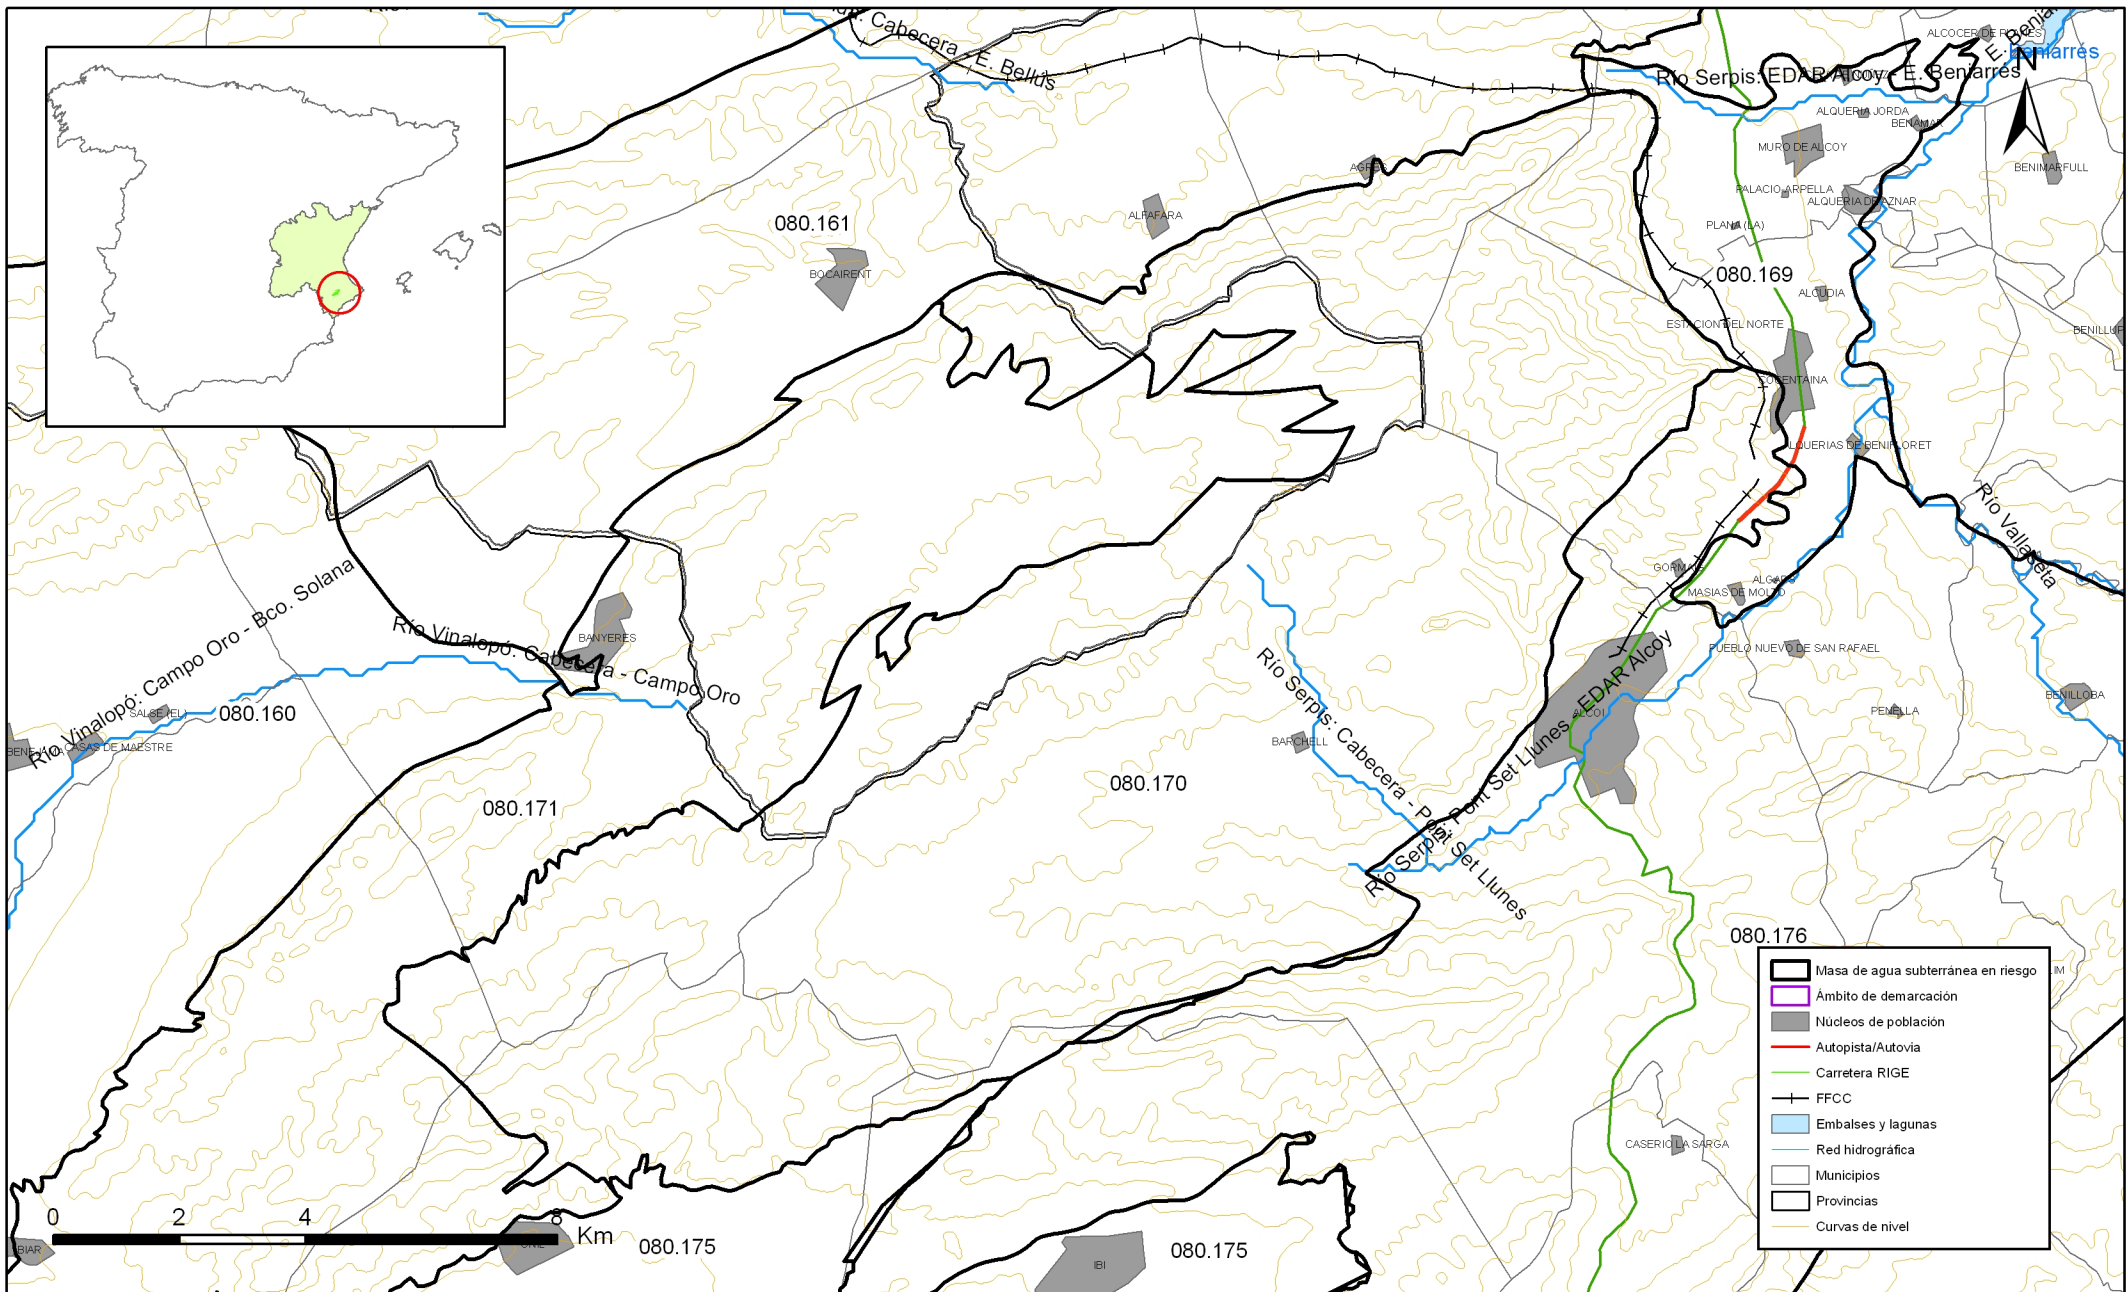 Cabecera - E. Bellús
Río Serpis: EDAR Alcoy - E. Beniarrés
Beniarrés
ALCOCER DE PLANES
ALQUERIA JORDA
MURO DE ALCOY
BENIMARFULL
PALACIO ARPELLA
ALQUERIA DE AZNAR
PLANA (LA)
AGRES
ALFAFARA
080.161
BOCAIRENT
080.169
ALCUDIA
ESTACION DEL NORTE
COCENTAINA
ALQUERIAS DE BENIFLORET
Río Vallaseta
GORMAIG
MASIAS DE MOLTO
PUEBLO NUEVO DE SAN RAFAEL
BENILLOBA
PENELLA
ALCOI
BARCHELL
Río Serpis: Cabecera - Pont Set Llunes
Río Serpis: Pont Set Llunes - EDAR Alcoy
BANYERES
Río Vinalopó: Cabecera - Campo Oro
Río Vinalopó: Campo Oro - Bco. Solana
SALSE (EL)
CASAS DE MAESTRE
080.160
080.171
080.170
080.176
CASERIO LA SARGA
080.175
080.175
IBI
ONIL
BIAR
0 2 4 8 Km
Masa de agua subterránea en riesgo
Ámbito de demarcación
Núcleos de población
Autopista/Autovia
Carretera RIGE
FFCC
Embalses y lagunas
Red hidrográfica
Municipios
Provincias
Curvas de nivel